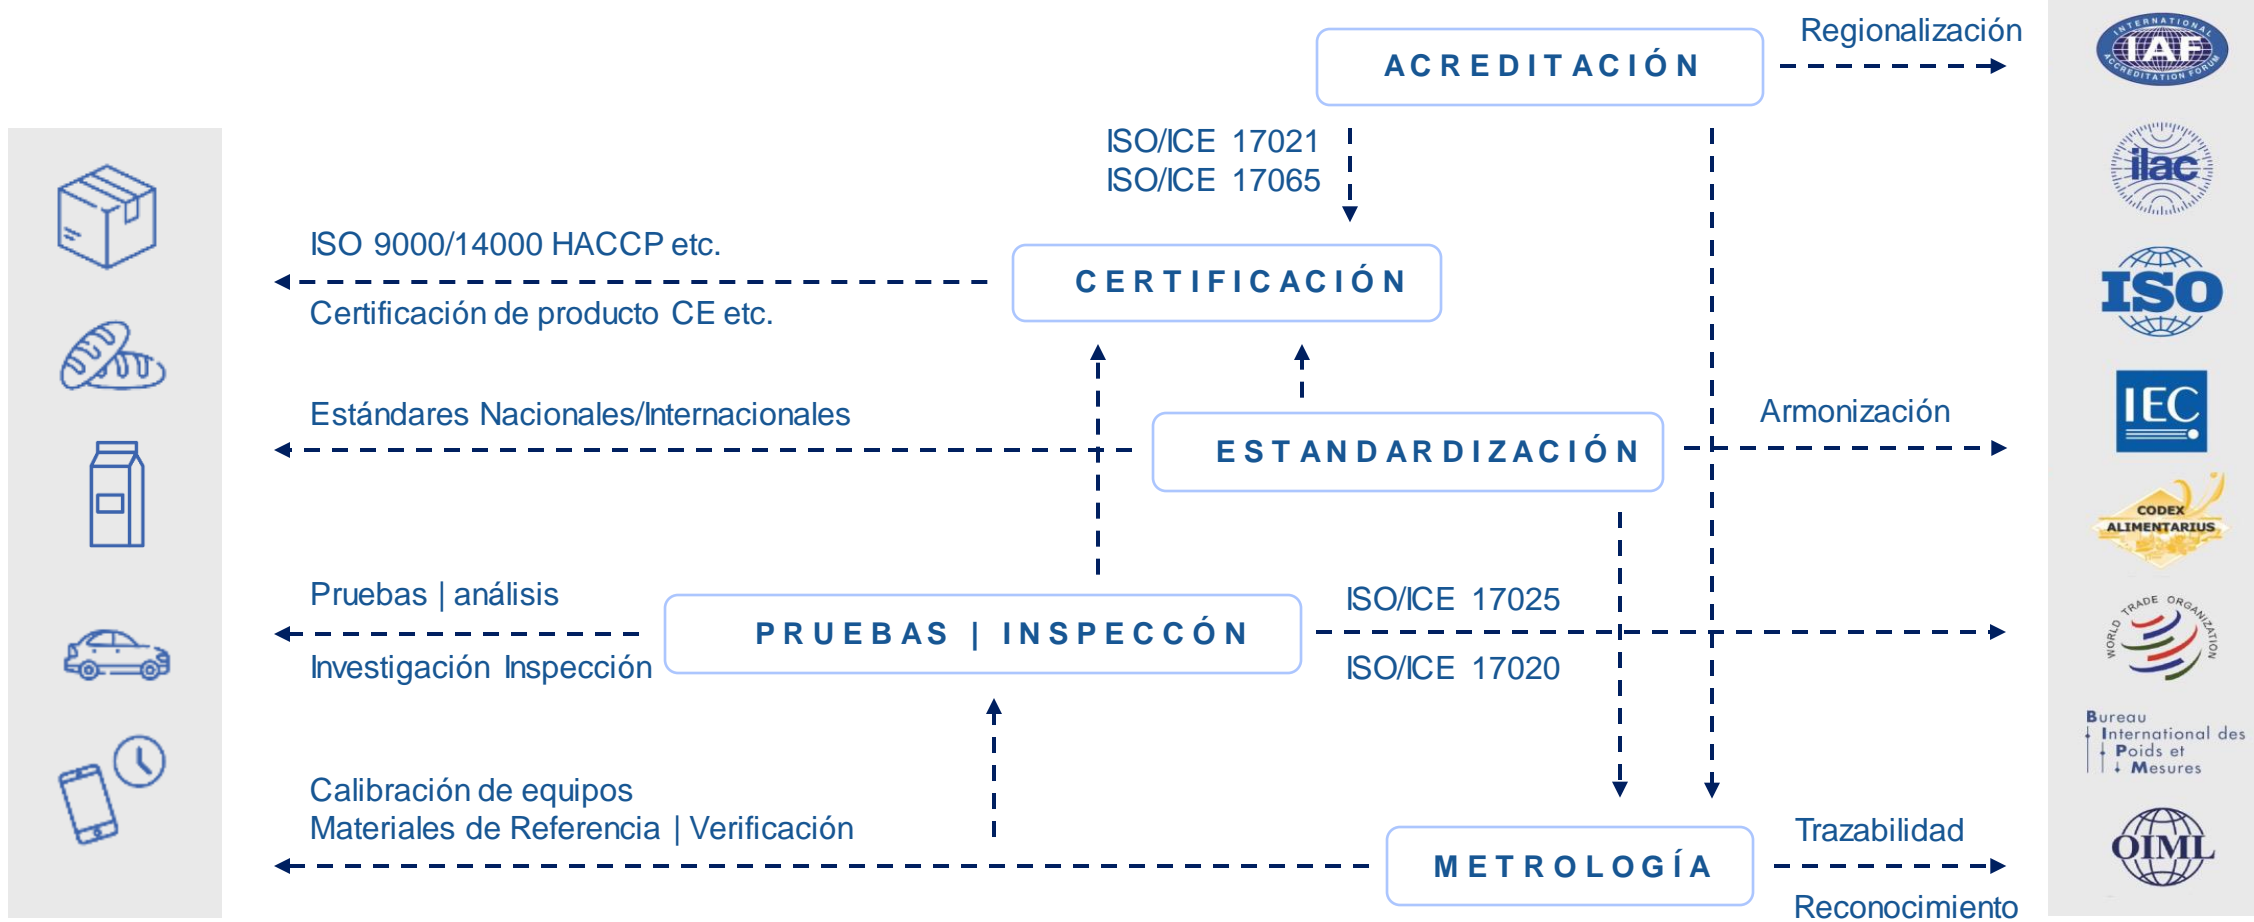 Regionalización
ACREDITACIÓN
INTERNATIONAL
IAF
ACCREDITATION FORUM
ISO/ICE 17021
ISO/ICE 17065
ilac
ISO 9000/14000 HACCP etc.
CERTIFICACIÓN
Certificación de producto CE etc.
ISO
Estándares Nacionales/Internacionales
Armonización
IEC
ESTANDARDIZACIÓN
CODEX
ALIMENTARIUS
Pruebas | análisis
ISO/ICE 17025
PRUEBAS | INSPECCÓN
Investigación Inspección
ISO/ICE 17020
WORLD TRADE ORGANIZATION
Bureau
International des
Poids et
Mesures
Calibración de equipos
Materiales de Referencia | Verificación
Trazabilidad
METROLOGÍA
OIML
Reconocimiento